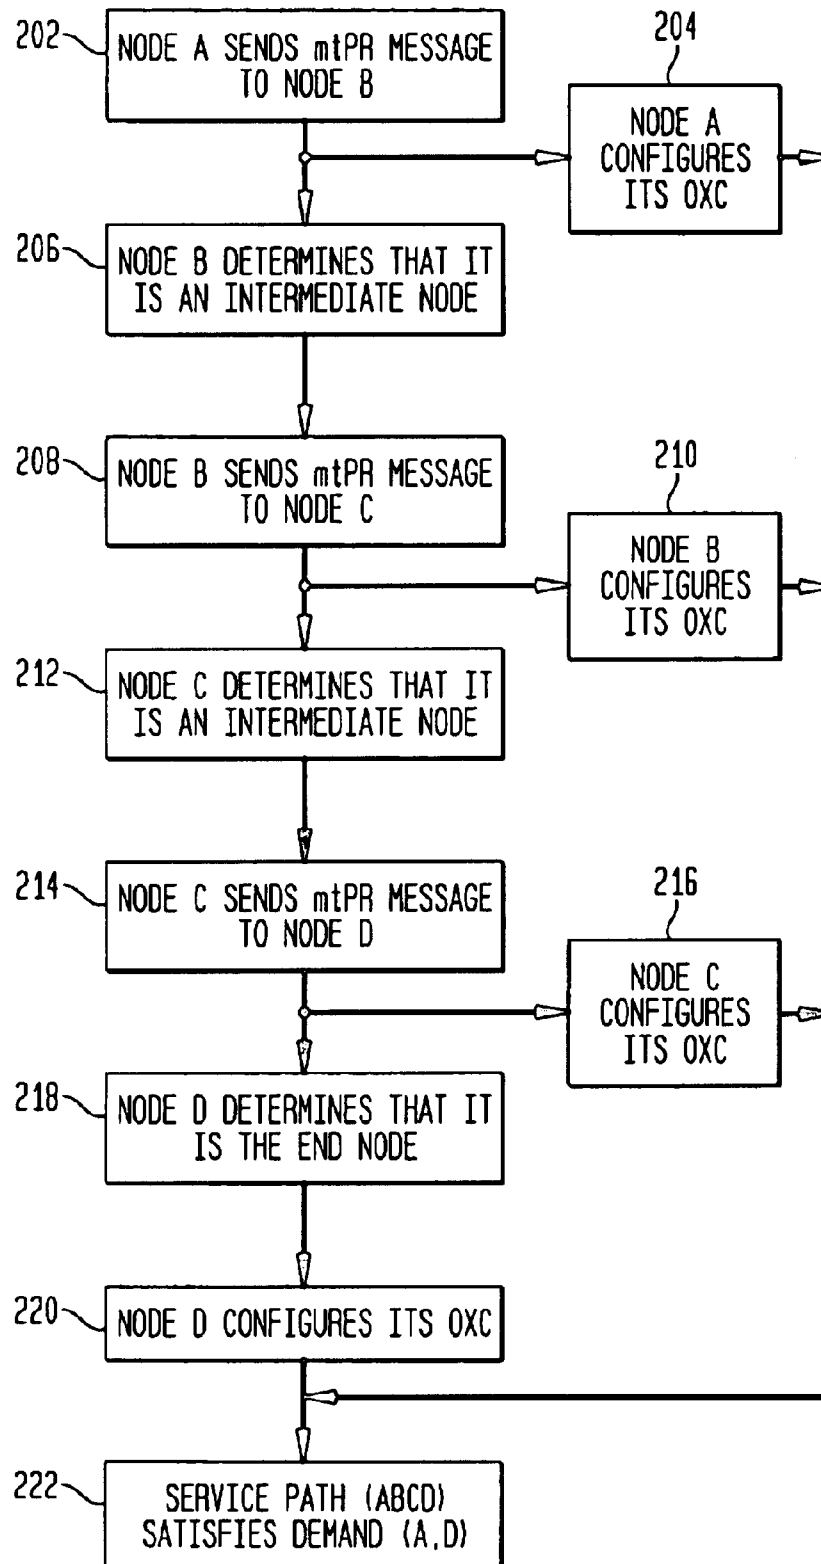 202
NODE A SENDS mtPR MESSAGE
TO NODE B
204
NODE A
CONFIGURES
ITS OXC
206
NODE B DETERMINES THAT IT
IS AN INTERMEDIATE NODE
208
NODE B SENDS mtPR MESSAGE
TO NODE C
210
NODE B
CONFIGURES
ITS OXC
212
NODE C DETERMINES THAT IT
IS AN INTERMEDIATE NODE
214
NODE C SENDS mtPR MESSAGE
TO NODE D
216
NODE C
CONFIGURES
ITS OXC
218
NODE D DETERMINES THAT IT
IS THE END NODE
220
NODE D CONFIGURES ITS OXC
222
SERVICE PATH (ABCD)
SATISFIES DEMAND (A,D)